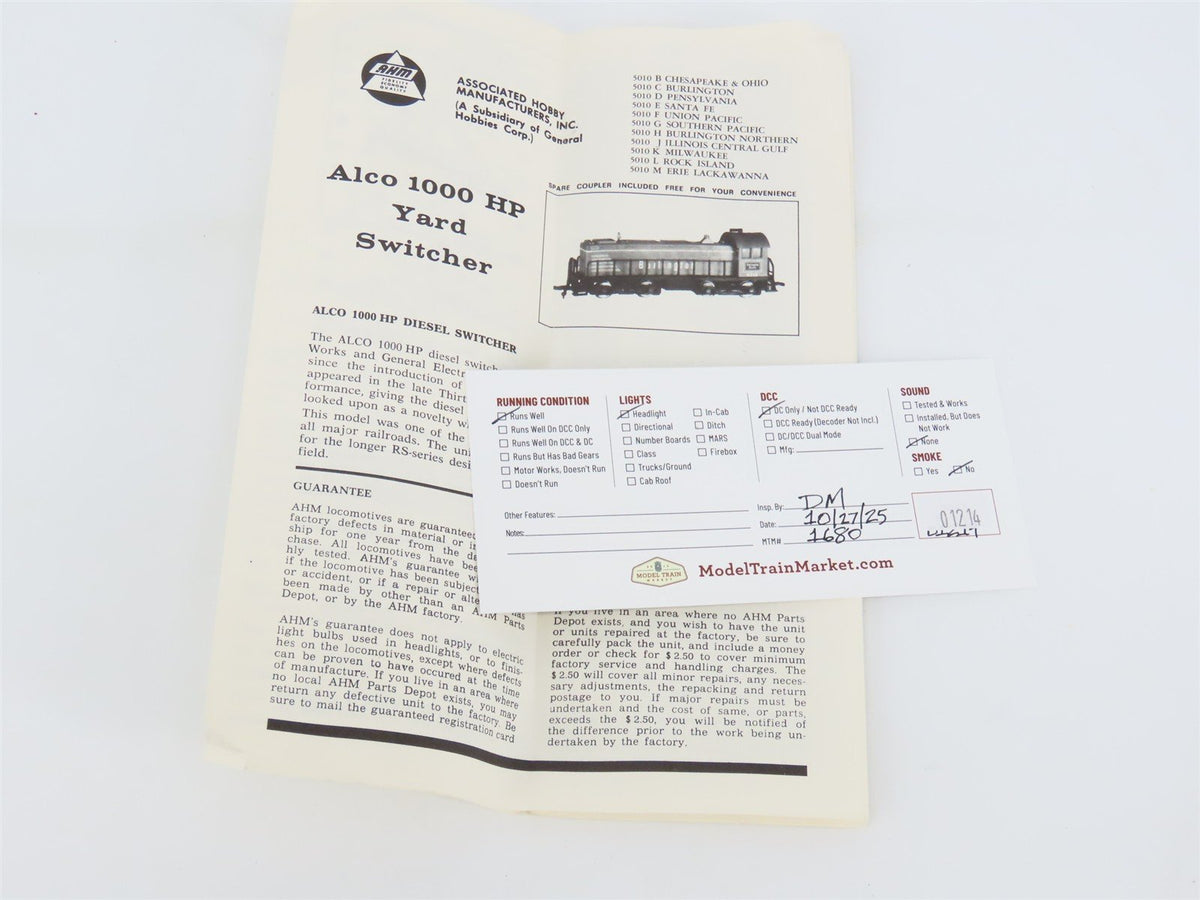 AHM
FIDELITY
ECONOMY
QUALITY
ASSOCIATED HOBBY
MANUFACTURERS, INC.
(A Subsidiary of General
Hobbies Corp.)
Alco 1000 HP
Yard
Switcher
ALCO 1000 HP DIESEL SWITCHER
The ALCO 1000 HP diesel switch
Works and General Electr
since the introduction of
appeared in the late Thirt
formance, giving the diesel
looked upon as a novelty w
This model was one of the
all major railroads. The uni
for the longer RS-series desi
field.
GUARANTEE
AHM locomotives are guarantee
factory defects in material or
ship for one year from the da
chase. All locomotives have bee
hly tested. AHM's guarantee w
if the locomotive has been subject
or accident, or if a repair or alte has
been made by other than an AHM Parts
Depot, or by the AHM factory.
AHM's guarantee does not apply to electric
light bulbs used in headlights, or to finis-
hes on the locomotives, except where defects
can be proven to have occured at the time
of manufacture. If you live in an area where
no local AHM Parts Depot exists, you may
return any defective unit to the factory. Be
sure to mail the guaranteed registration card
5010 B CHESAPEAKE & OHIO
5010 C BURLINGTON
5010 D PENSYLVANIA
5010 E SANTA FE
5010 F UNION PACIFIC
5010 G SOUTHERN PACIFIC
5010 H BURLINGTON NORTHERN
5010 J ILLINOIS CENTRAL GULF
5010 K MILWAUKEE
5010 L ROCK ISLAND
5010 M ERIE LACKAWANNA
SPARE COUPLER INCLUDED FREE FOR YOUR CONVENIENCE
If you live in an area where no AHM Parts
Depot exists, and you wish to have the unit
or units repaired at the factory, be sure to
carefully pack the unit, and include a money
order or check for $2.50 to cover minimum
factory service and handling charges. The
$2.50 will cover all minor repairs, any neces-
sary adjustments, the repacking and return
postage to you. If major repairs must be
undertaken and the cost of same, or parts,
exceeds the $2.50, you will be notified of
the difference prior to the work being un-
dertaken by the factory.
RUNNING CONDITION
Runs Well
Runs Well On DCC Only
Runs Well On DCC & DC
Runs But Has Bad Gears
Motor Works, Doesn't Run
Doesn't Run
LIGHTS
Headlight
Directional
Number Boards
Class
Trucks/Ground
Cab Roof
In-Cab
Ditch
MARS
Firebox
DCC
DC Only / Not DCC Ready
DCC Ready (Decoder Not Incl.)
DC/DCC Dual Mode
Mfg:
SOUND
Tested & Works
Installed, But Does
Not Work
None
SMOKE
Yes No
Other Features:
Notes:
Insp. By: DM
Date: 10/27/25
MTM# 1680
01214
MODEL TRAIN
MARKET
ModelTrainMarket.com